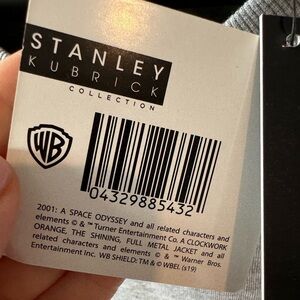 STANLEY
KUBRICK
COLLECTION
WB
04329885432
2001: A SPACE ODYSSEY and all related characters and
elements © & ™ Turner Entertainment Co. A CLOCKWORK
ORANGE, THE SHINING, FULL METAL JACKET and all
related characters and elements © & ™ Warner Bros.
Entertainment Inc. WB SHIELD: TM & © WBEI. (s19)